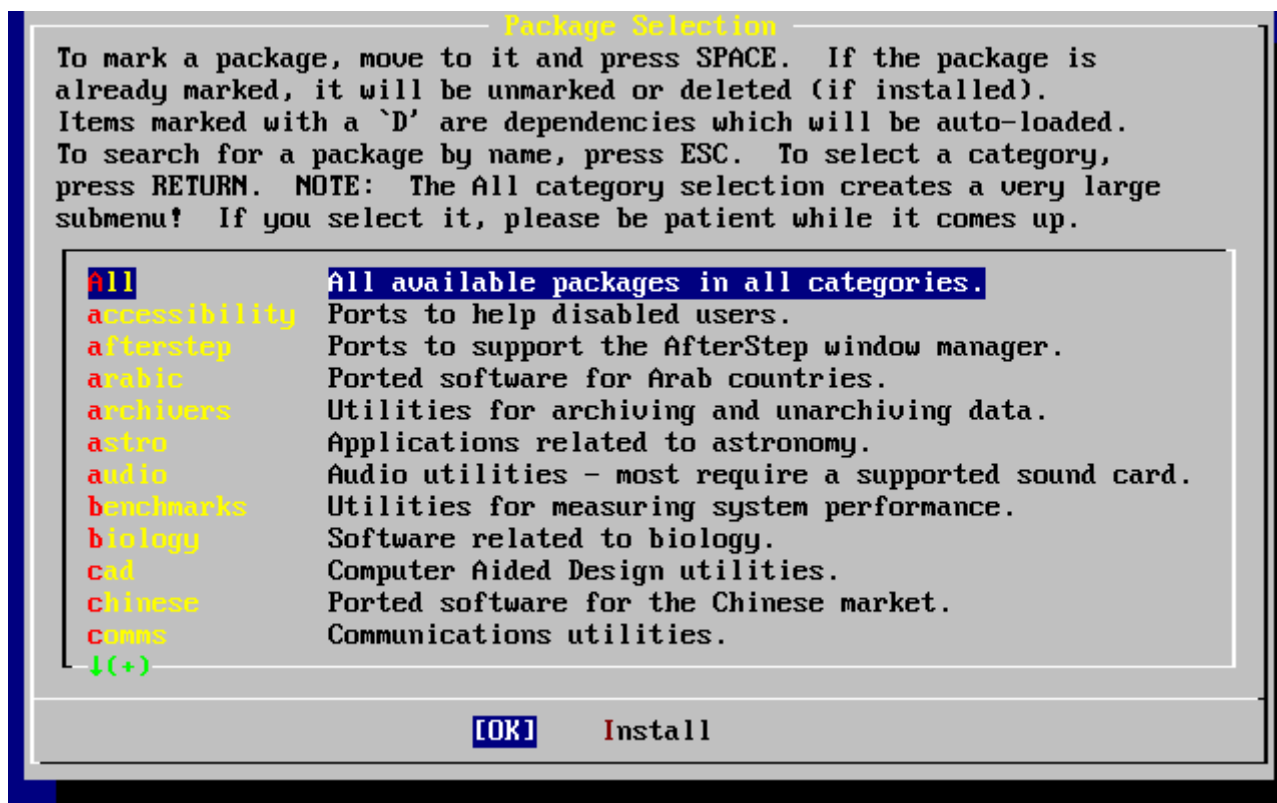 Package Selection
To mark a package, move to it and press SPACE.  If the package is
already marked, it will be unmarked or deleted (if installed).
Items marked with a `D' are dependencies which will be auto-loaded.
To search for a package by name, press ESC.  To select a category,
press RETURN.  NOTE:  The All category selection creates a very large
submenu!  If you select it, please be patient while it comes up.
All All available packages in all categories.
accessibility Ports to help disabled users.
afterstep Ports to support the AfterStep window manager.
arabic Ported software for Arab countries.
archivers Utilities for archiving and unarchiving data.
astro Applications related to astronomy.
audio Audio utilities - most require a supported sound card.
benchmarks Utilities for measuring system performance.
biology Software related to biology.
cad Computer Aided Design utilities.
chinese Ported software for the Chinese market.
comms Communications utilities.
↓(+)
[OK] Install